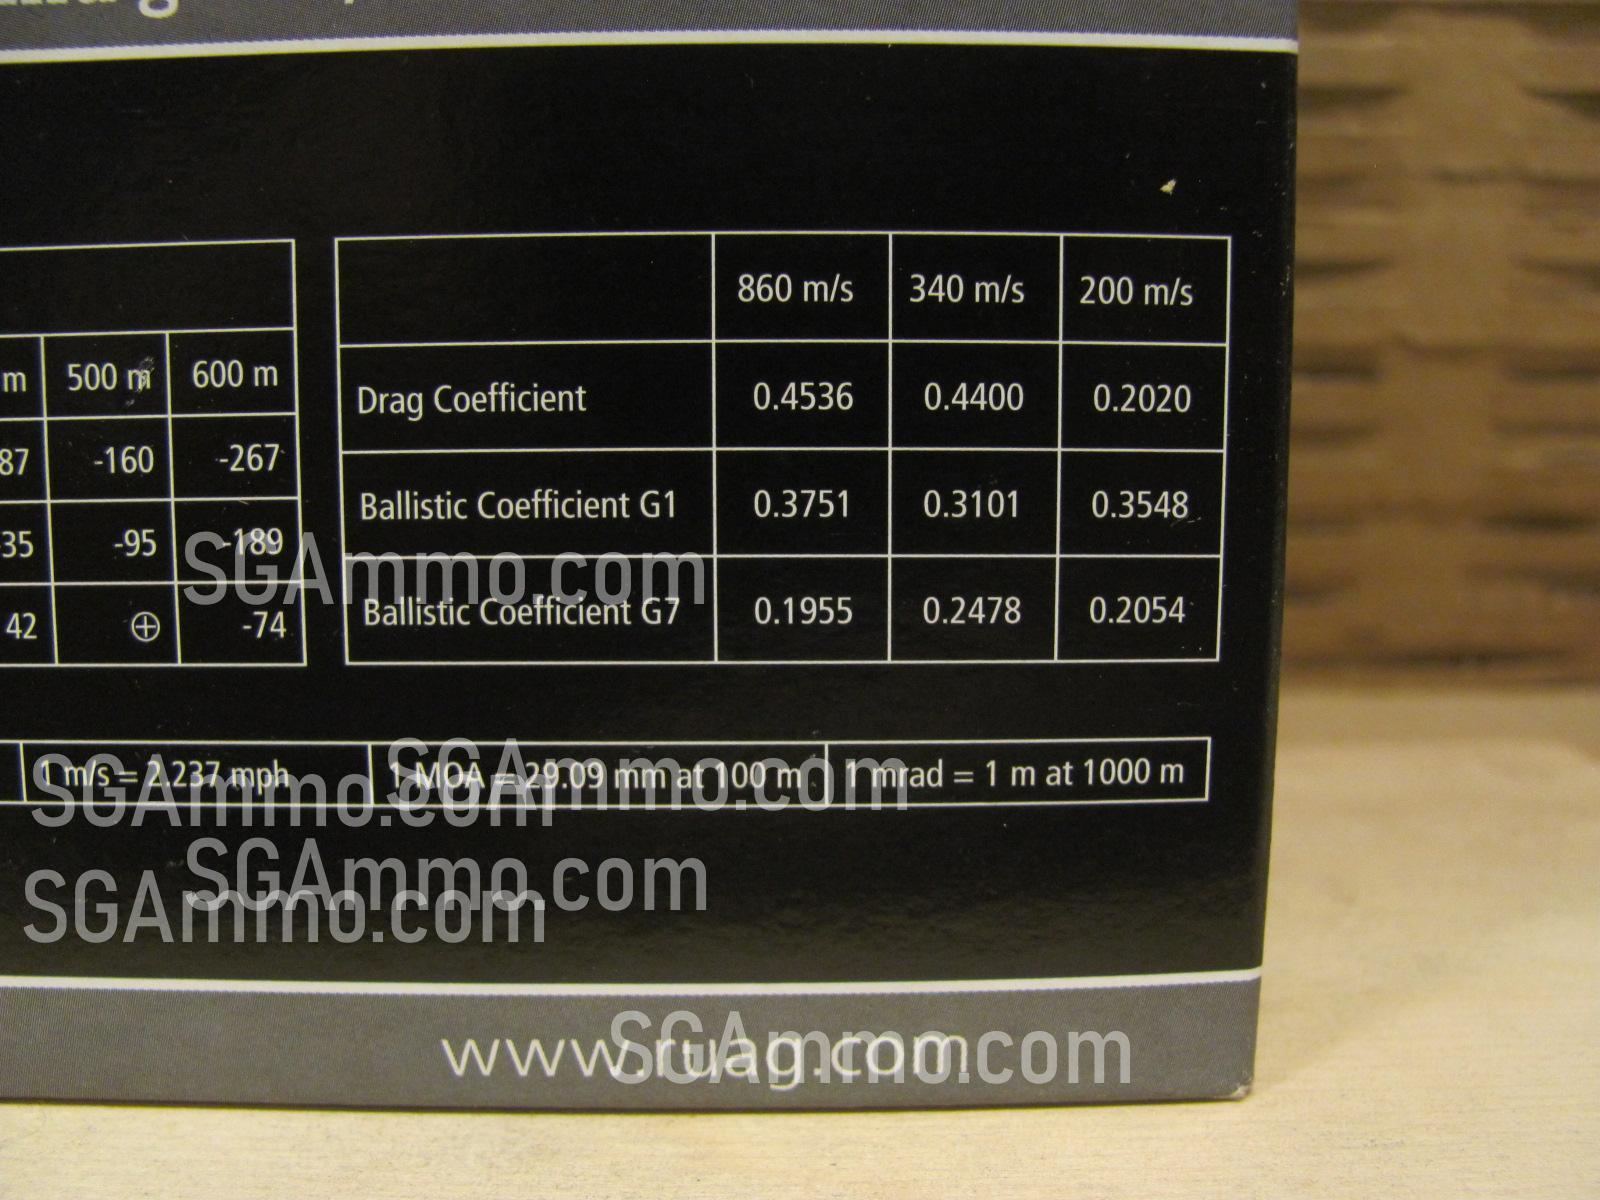 860 m/s 340 m/s 200 m/s
m 500 m 600 m
Drag Coefficient 0.4536 0.4400 0.2020
87 -160 -267
Ballistic Coefficient G1 0.3751 0.3101 0.3548
35 -95 -189
SGAmmo.com
Ballistic Coefficient G7 0.1955 0.2478 0.2054
42 -74
1 m/s = 2.237 mph 1 MOA = 29.09 mm at 100 m 1 mrad = 1 m at 1000 m
SGAmmo.com
SGAmmo.com
SGAmmo.com
SGAmmo.com
www.ruag.com
SGAmmo.com